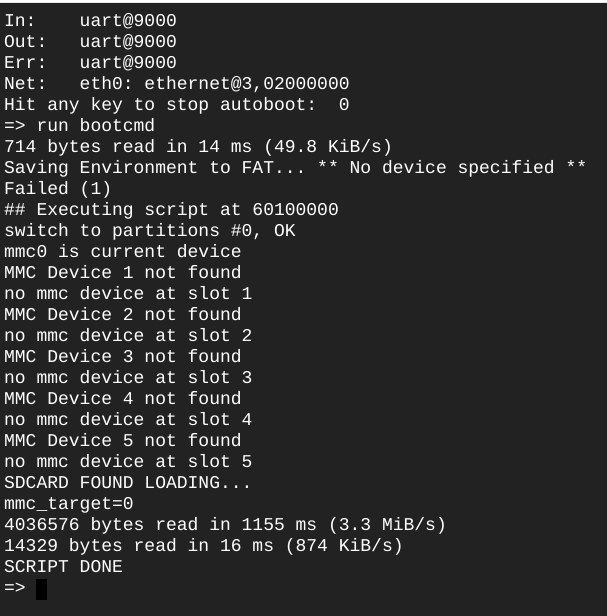 In:    uart@9000
Out:   uart@9000
Err:   uart@9000
Net:   eth0: ethernet@3,02000000
Hit any key to stop autoboot:  0
=> run bootcmd
714 bytes read in 14 ms (49.8 KiB/s)
Saving Environment to FAT... ** No device specified **
Failed (1)
## Executing script at 60100000
switch to partitions #0, OK
mmc0 is current device
MMC Device 1 not found
no mmc device at slot 1
MMC Device 2 not found
no mmc device at slot 2
MMC Device 3 not found
no mmc device at slot 3
MMC Device 4 not found
no mmc device at slot 4
MMC Device 5 not found
no mmc device at slot 5
SDCARD FOUND LOADING...
mmc_target=0
4036576 bytes read in 1155 ms (3.3 MiB/s)
14329 bytes read in 16 ms (874 KiB/s)
SCRIPT DONE
=>